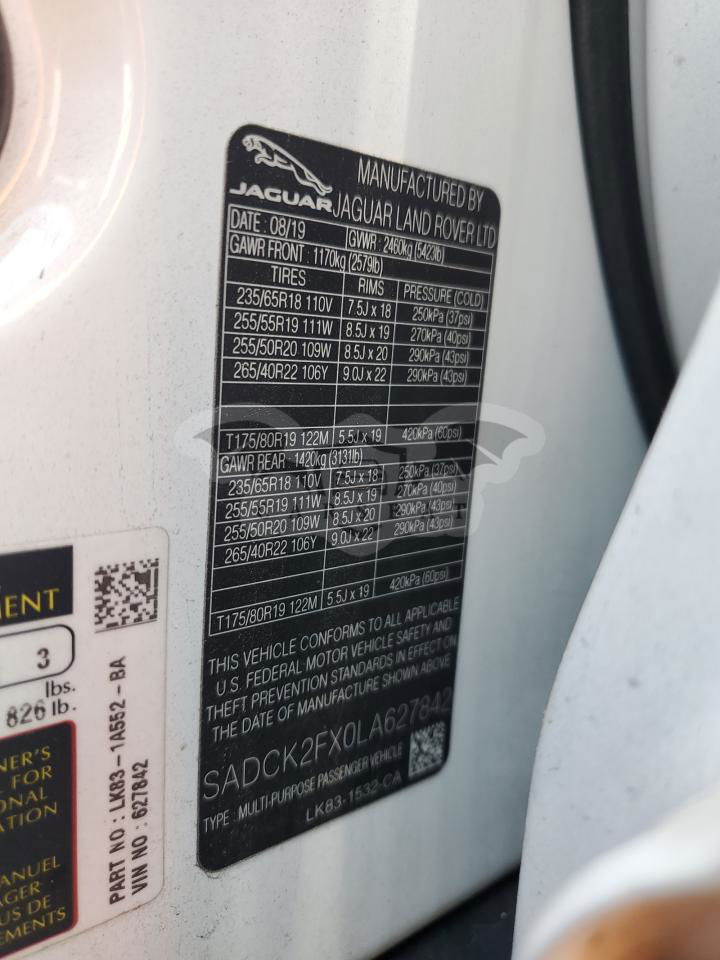 JAGUAR
MANUFACTURED BY
JAGUAR LAND ROVER LTD
DATE : 08/19 GVWR : 2460kg (5423lb)
GAWR FRONT : 1170kg (2579lb)
TIRES RIMS PRESSURE (COLD)
235/65R18 110V 7.5J x 18 250kPa (37psi)
255/55R19 111W 8.5J x 19 270kPa (40psi)
255/50R20 109W 8.5J x 20 290kPa (43psi)
265/40R22 106Y 9.0J x 22 290kPa (43psi)
T175/80R19 122M 5.5J x 19 420kPa (60psi)
GAWR REAR : 1420kg (3131lb)
235/65R18 110V 7.5J x 18 250kPa (37psi)
255/55R19 111W 8.5J x 19 270kPa (40psi)
255/50R20 109W 8.5J x 20 290kPa (43psi)
265/40R22 106Y 9.0J x 22 290kPa (43psi)
T175/80R19 122M 5.5J x 19 420kPa (60psi)
THIS VEHICLE CONFORMS TO ALL APPLICABLE
U.S. FEDERAL MOTOR VEHICLE SAFETY AND
THEFT PREVENTION STANDARDS IN EFFECT ON
THE DATE OF MANUFACTURE SHOWN ABOVE
SADCK2FX0LA627842
TYPE : MULTI-PURPOSE PASSENGER VEHICLE
LK83-1532-CA
3
lbs.
826 lb.
FOR
PART NO : LK83-1A552-BA
VIN NO : 627842
DE